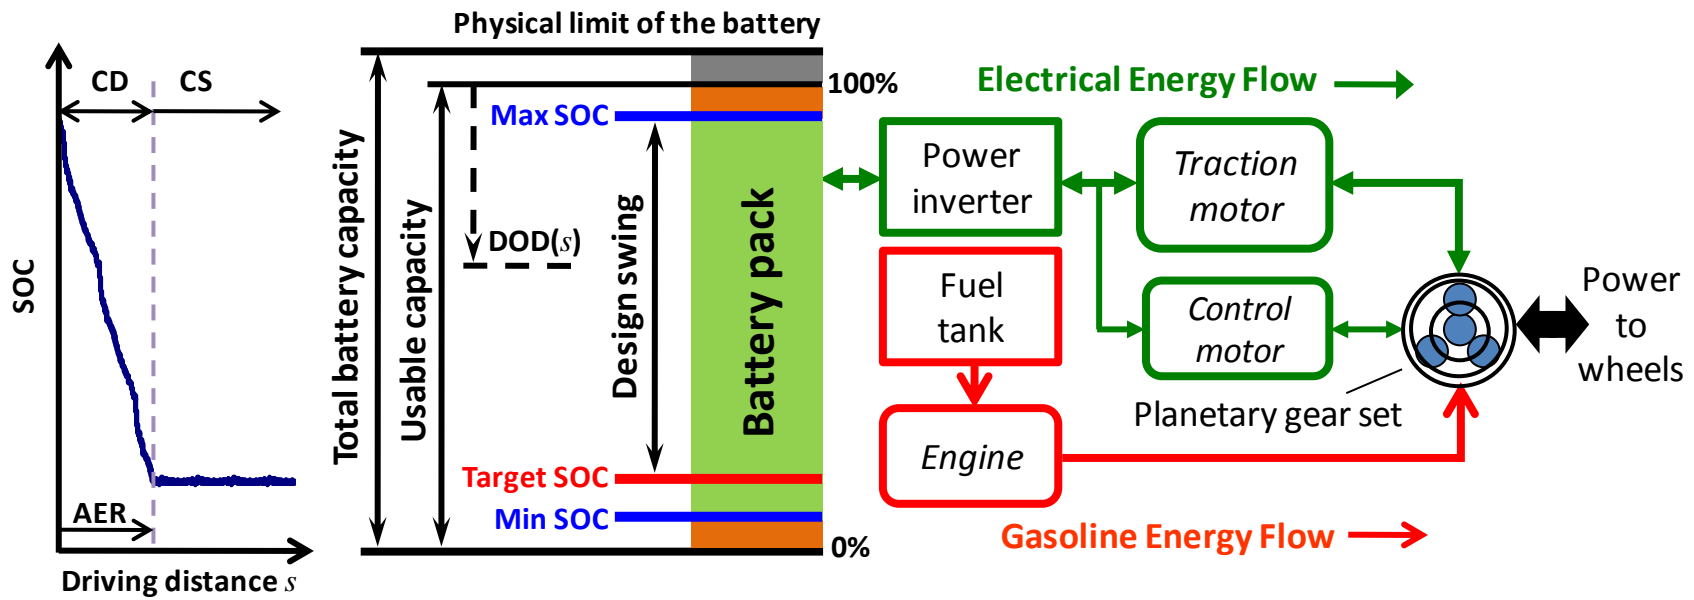 Physical limit of the battery
CD
CS
SOC
AER
Driving distance s
Total battery capacity
Usable capacity
DOD(s)
Max SOC
Design swing
Target SOC
Min SOC
Battery pack
100%
0%
Electrical Energy Flow
Power
inverter
Traction
motor
Fuel
tank
Control
motor
Power
to
wheels
Planetary gear set
Engine
Gasoline Energy Flow